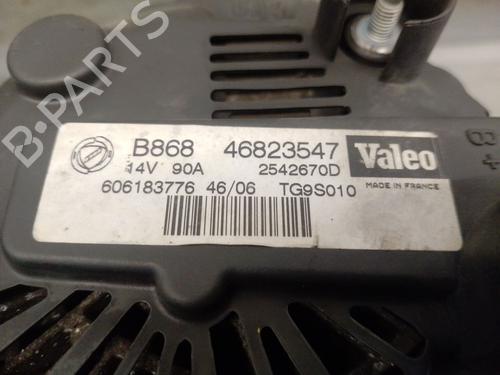 B-PARTS
B868 46823547 Valeo
14V 90A 2542670D MADE IN FRANCE
606183776 46/06 TG9S010
B+